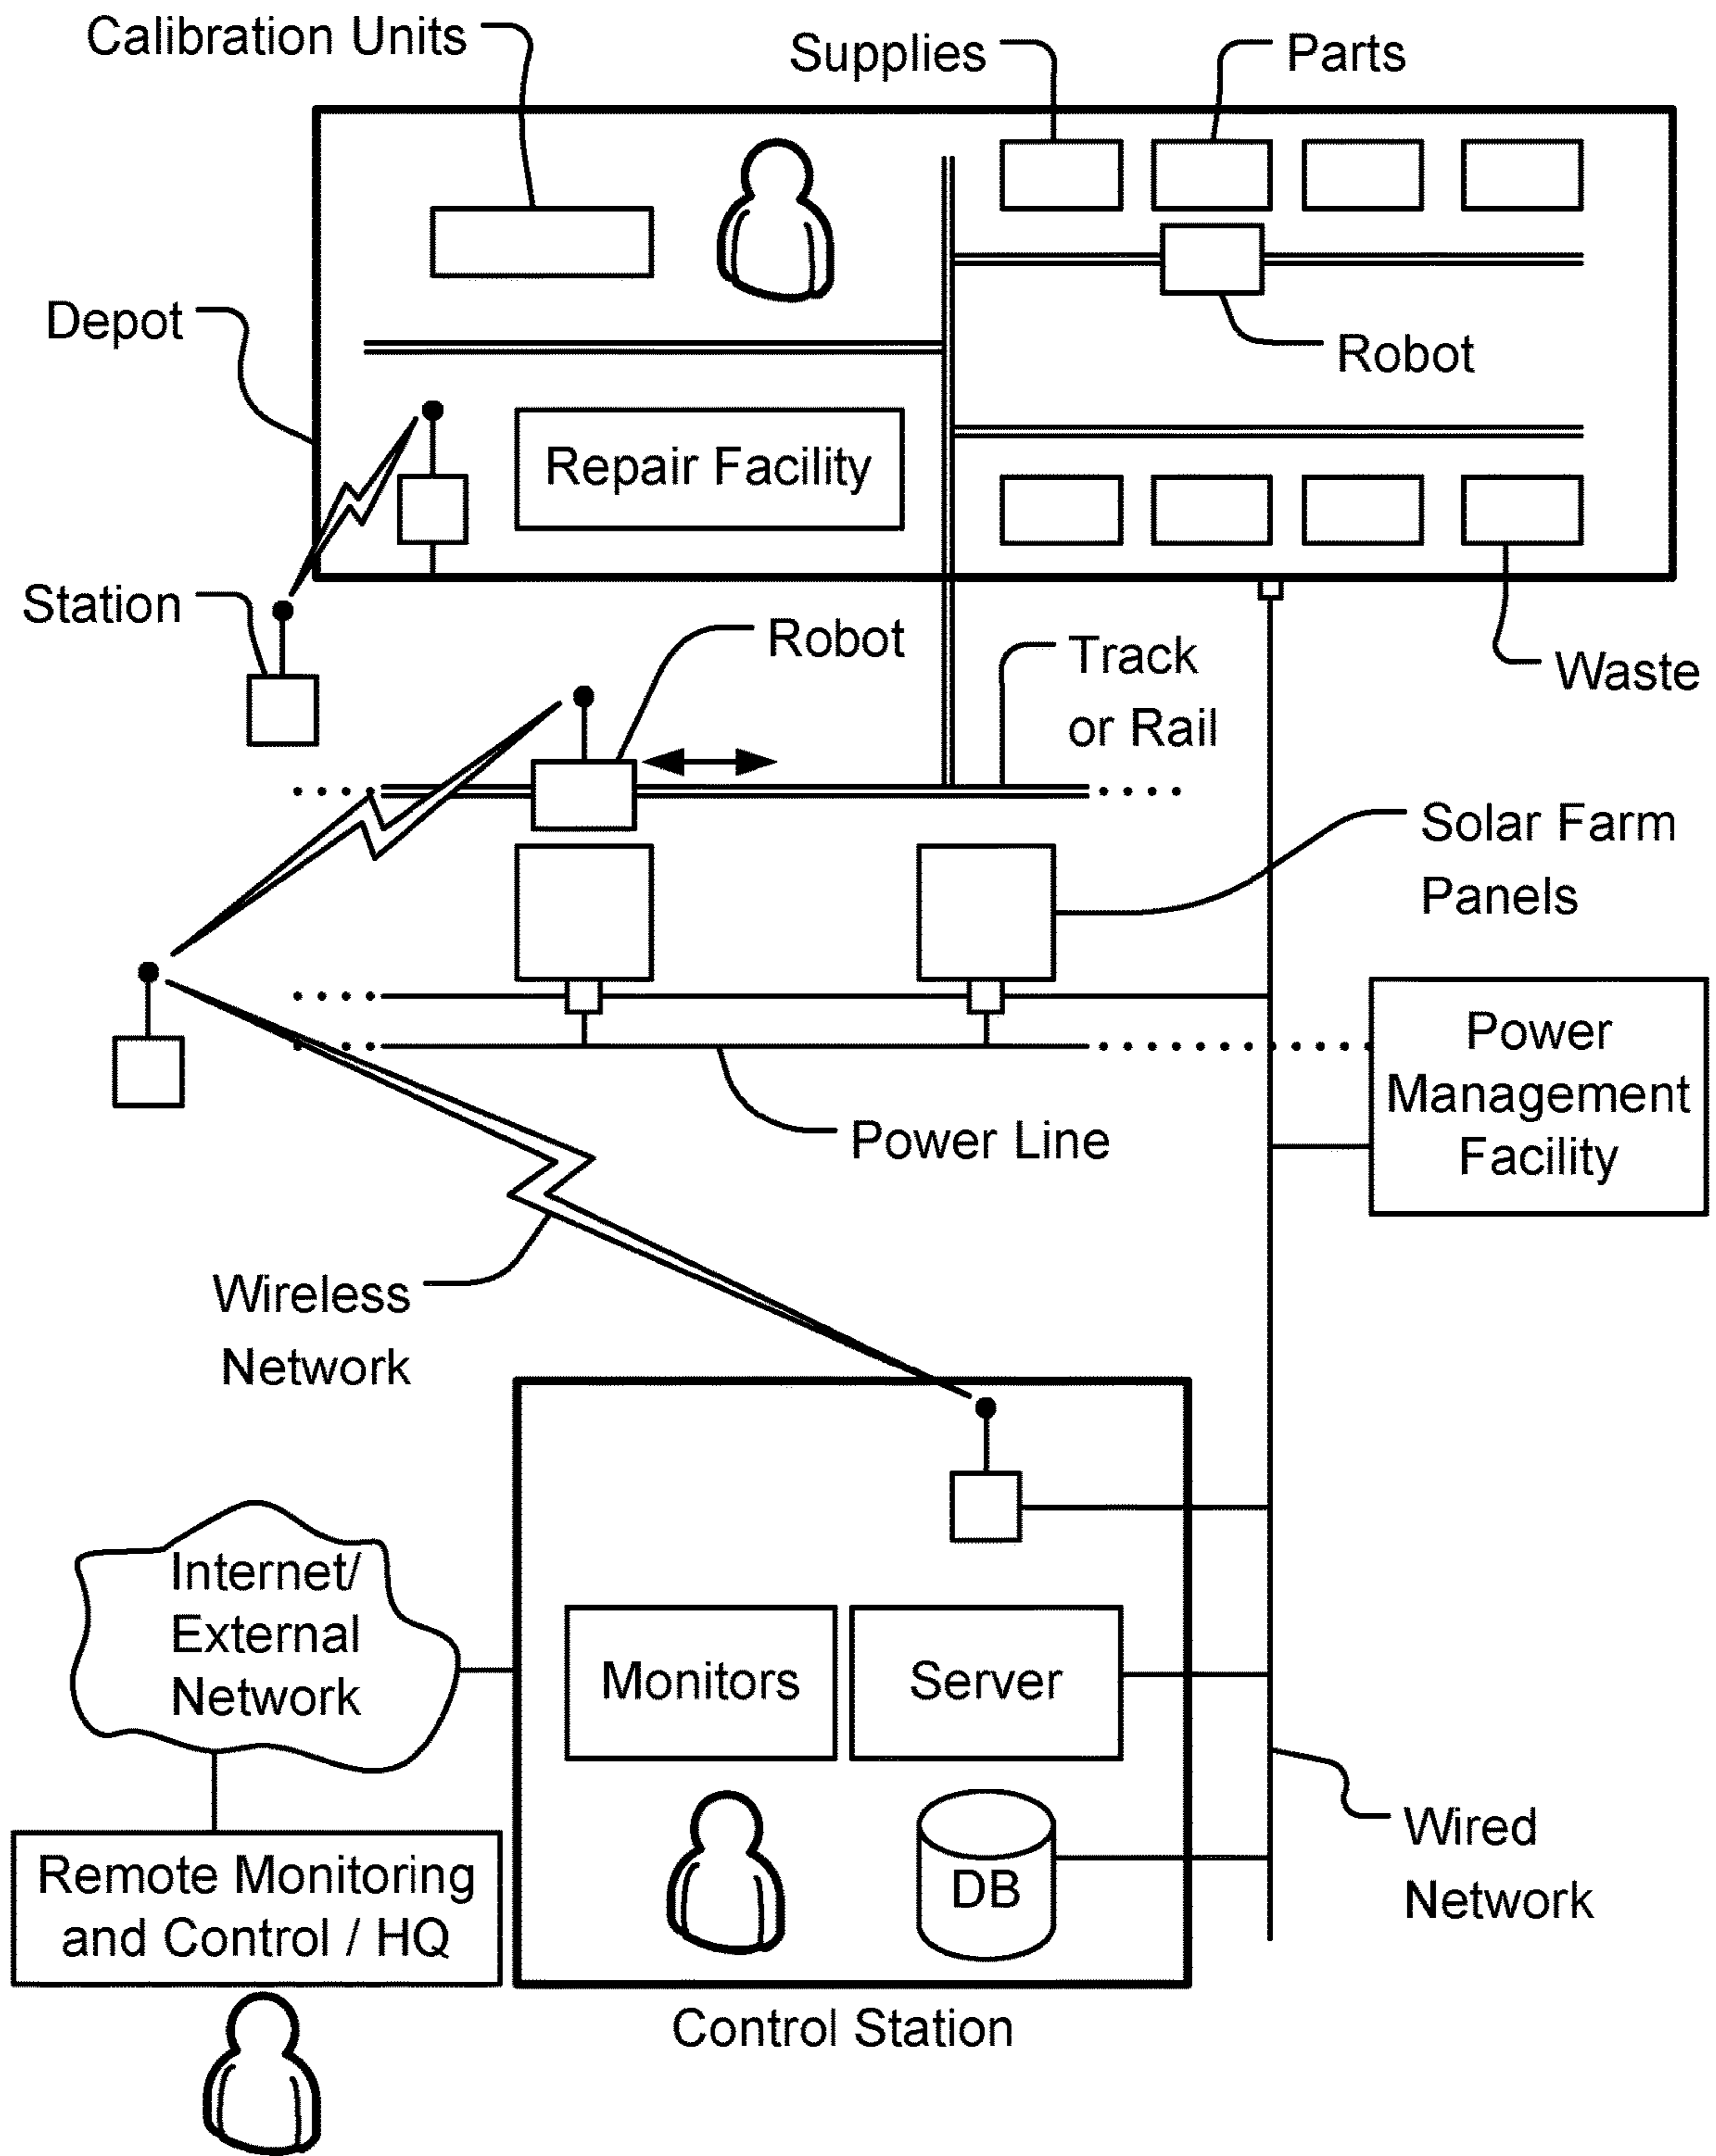 Calibration Units
Supplies
Parts
Depot
Robot
Repair Facility
Station
Robot
Track
or Rail
Waste
Solar Farm
Panels
Power
Management
Facility
Power Line
Wireless
Network
Internet/
External
Network
Monitors
Server
Wired
Network
DB
Remote Monitoring
and Control / HQ
Control Station